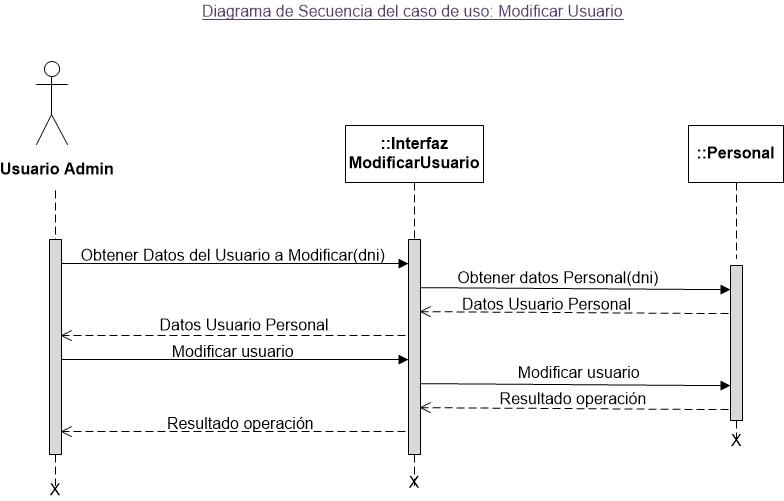 Diagrama de Secuencia del caso de uso: Modificar Usuario
::Interfaz
ModificarUsuario
::Personal
Usuario Admin
Obtener Datos del Usuario a Modificar(dni)
Obtener datos Personal(dni)
Datos Usuario Personal
Datos Usuario Personal
Modificar usuario
Modificar usuario
Resultado operación
Resultado operación
X
X
X